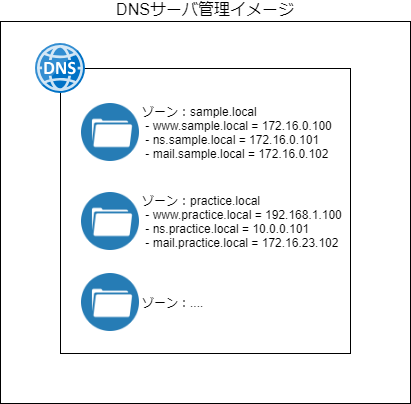 DNSサーバ管理イメージ
DNS
ゾーン：sample.local
- www.sample.local = 172.16.0.100
- ns.sample.local = 172.16.0.101
- mail.sample.local = 172.16.0.102
ゾーン：practice.local
- www.practice.local = 192.168.1.100
- ns.practice.local = 10.0.0.101
- mail.practice.local = 172.16.23.102
ゾーン：....